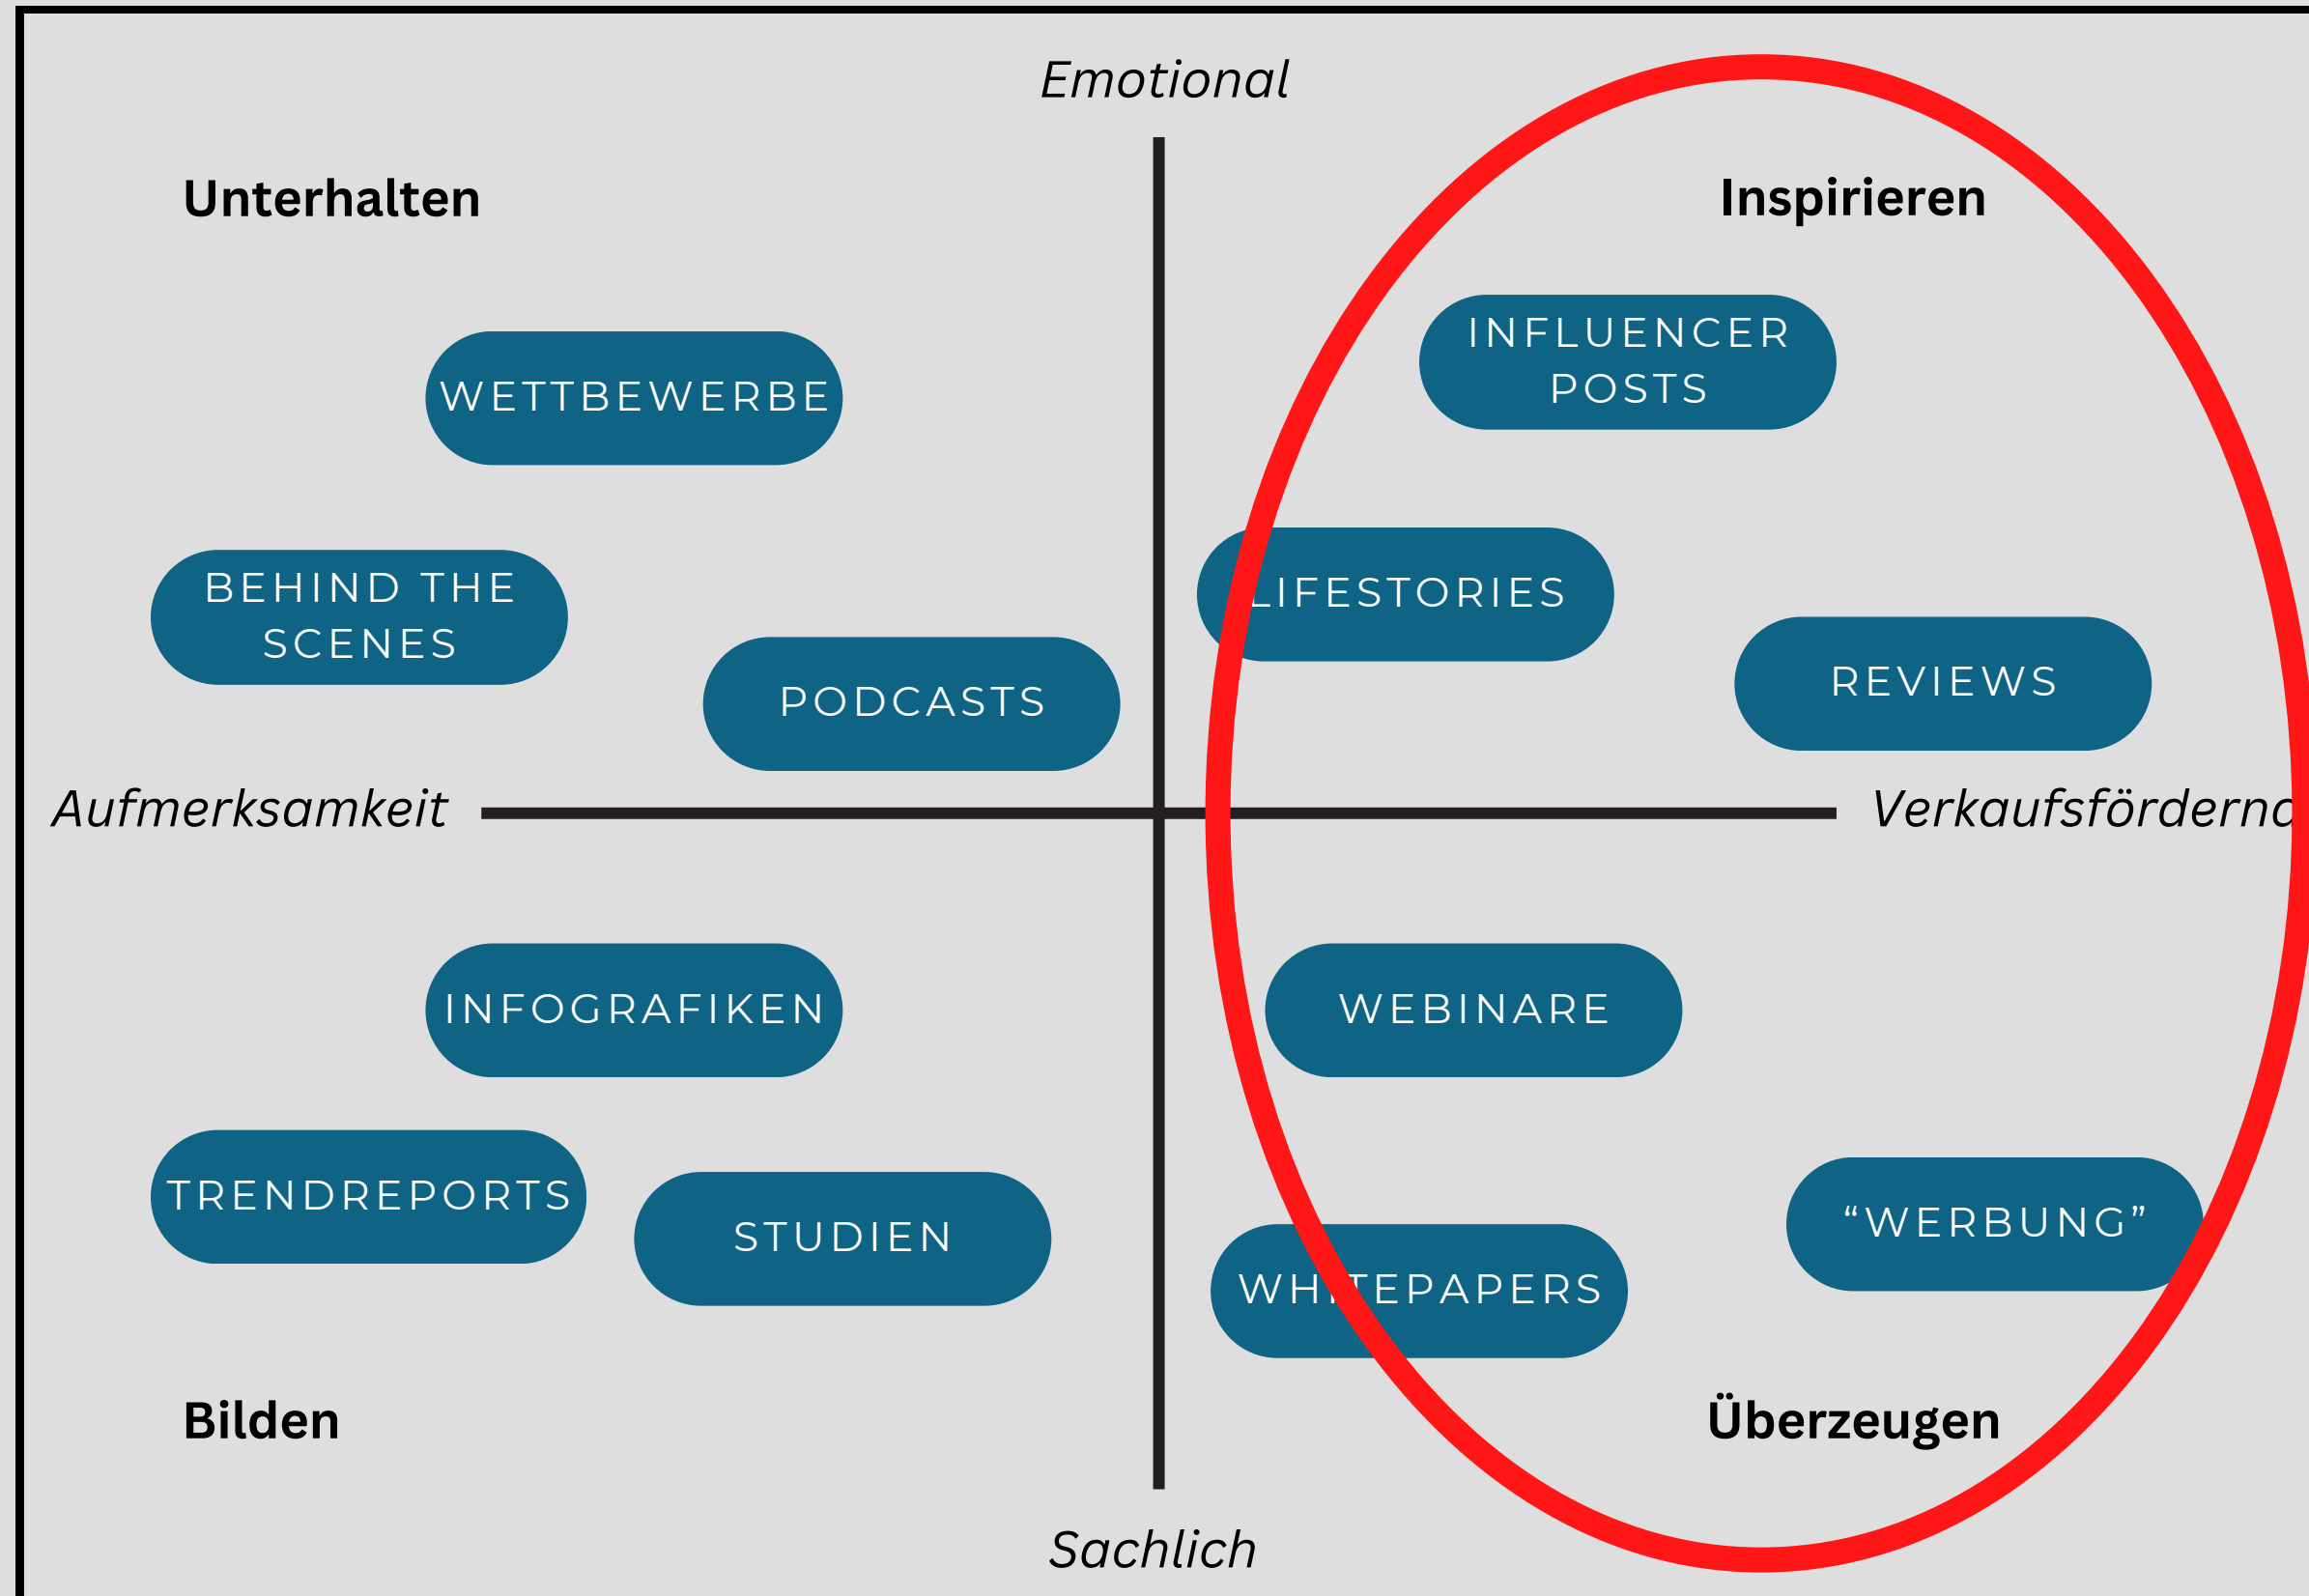 Emotional
Unterhalten
Inspirieren
INFLUENCER
POSTS
WETTBEWERBE
BEHIND THE
SCENES
LIFESTORIES
REVIEWS
PODCASTS
Aufmerksamkeit
Verkaufsfördernd
INFOGRAFIKEN
WEBINARE
TRENDREPORTS
STUDIEN
“WERBUNG”
WHITEPAPERS
Bilden
Überzeugen
Sachlich